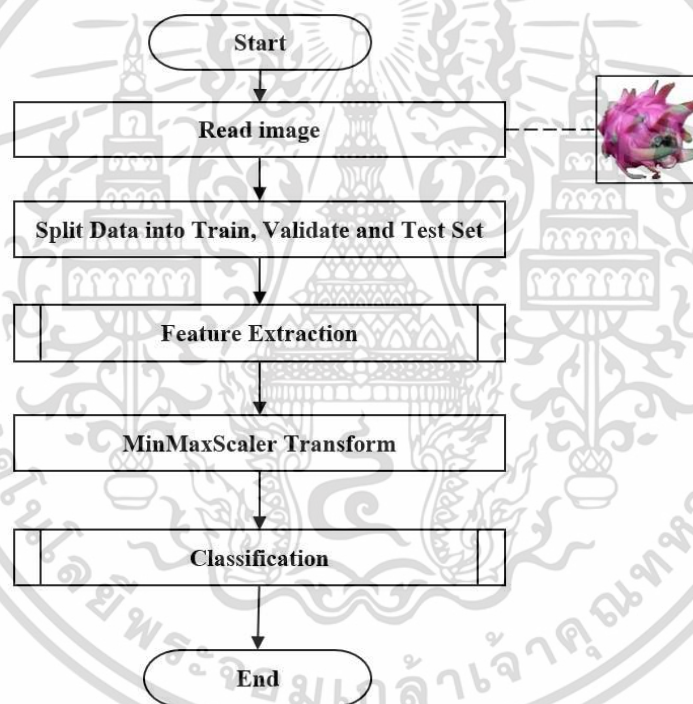 Start
Read image
Split Data into Train, Validate and Test Set
Feature Extraction
MinMaxScaler Transform
Classification
End